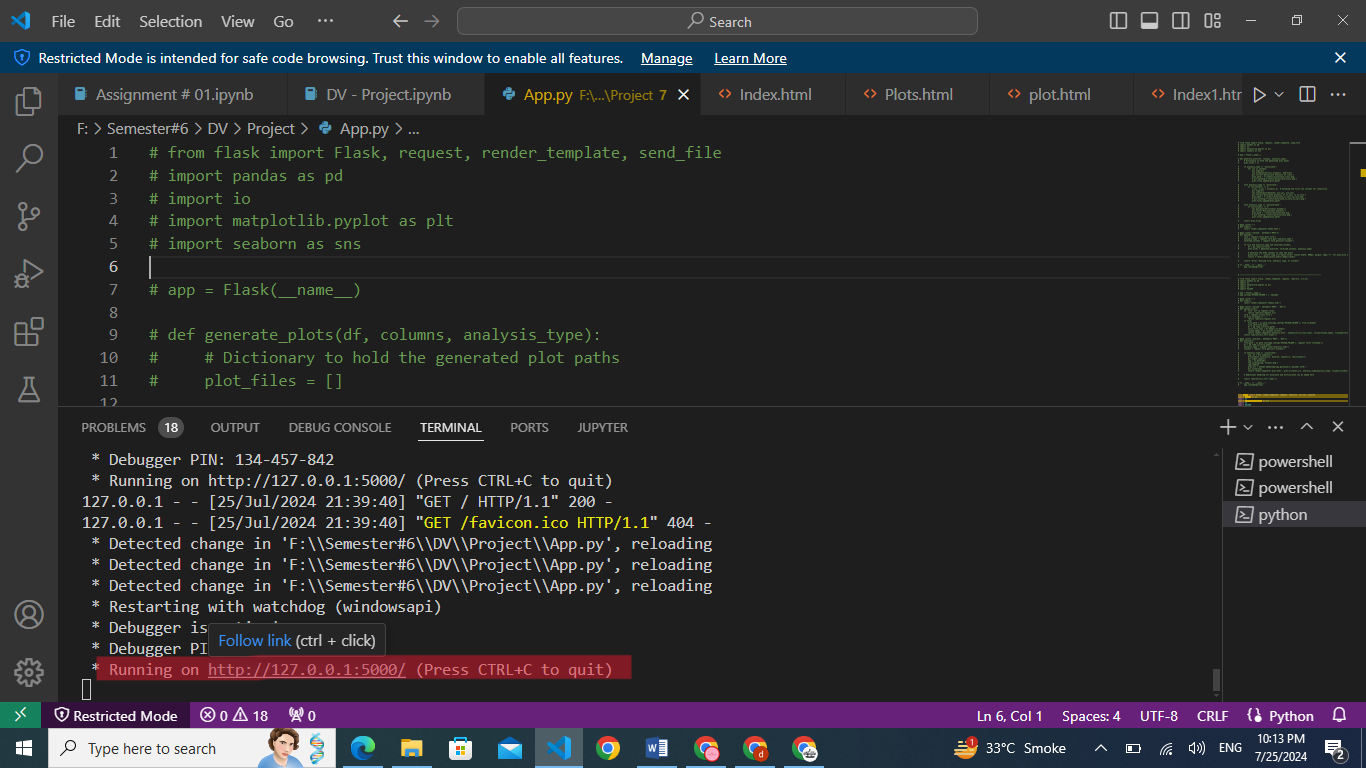 File Edit Selection View Go ··· Search
Restricted Mode is intended for safe code browsing. Trust this window to enable all features. Manage Learn More
Assignment # 01.ipynb DV - Project.ipynb App.py F:\...\Project 7 Index.html Plots.html plot.html Index1.htr
F: > Semester#6 > DV > Project > App.py > ...
1 # from flask import Flask, request, render_template, send_file
2 # import pandas as pd
3 # import io
4 # import matplotlib.pyplot as plt
5 # import seaborn as sns
6
7 # app = Flask(__name__)
8
9 # def generate_plots(df, columns, analysis_type):
10 #     # Dictionary to hold the generated plot paths
11 #     plot_files = []
12
PROBLEMS 18 OUTPUT DEBUG CONSOLE TERMINAL PORTS JUPYTER
* Debugger PIN: 134-457-842
* Running on http://127.0.0.1:5000/ (Press CTRL+C to quit)
127.0.0.1 - - [25/Jul/2024 21:39:40] "GET / HTTP/1.1" 200 -
127.0.0.1 - - [25/Jul/2024 21:39:40] "GET /favicon.ico HTTP/1.1" 404 -
* Detected change in 'F:\\Semester#6\\DV\\Project\\App.py', reloading
* Detected change in 'F:\\Semester#6\\DV\\Project\\App.py', reloading
* Detected change in 'F:\\Semester#6\\DV\\Project\\App.py', reloading
* Restarting with watchdog (windowsapi)
* Debugger is
Follow link (ctrl + click)
* Debugger PI
* Running on http://127.0.0.1:5000/ (Press CTRL+C to quit)
powershell
powershell
python
Restricted Mode 0 18 0 Ln 6, Col 1 Spaces: 4 UTF-8 CRLF Python
Type here to search 1 33°C Smoke ENG 10:13 PM
7/25/2024 2